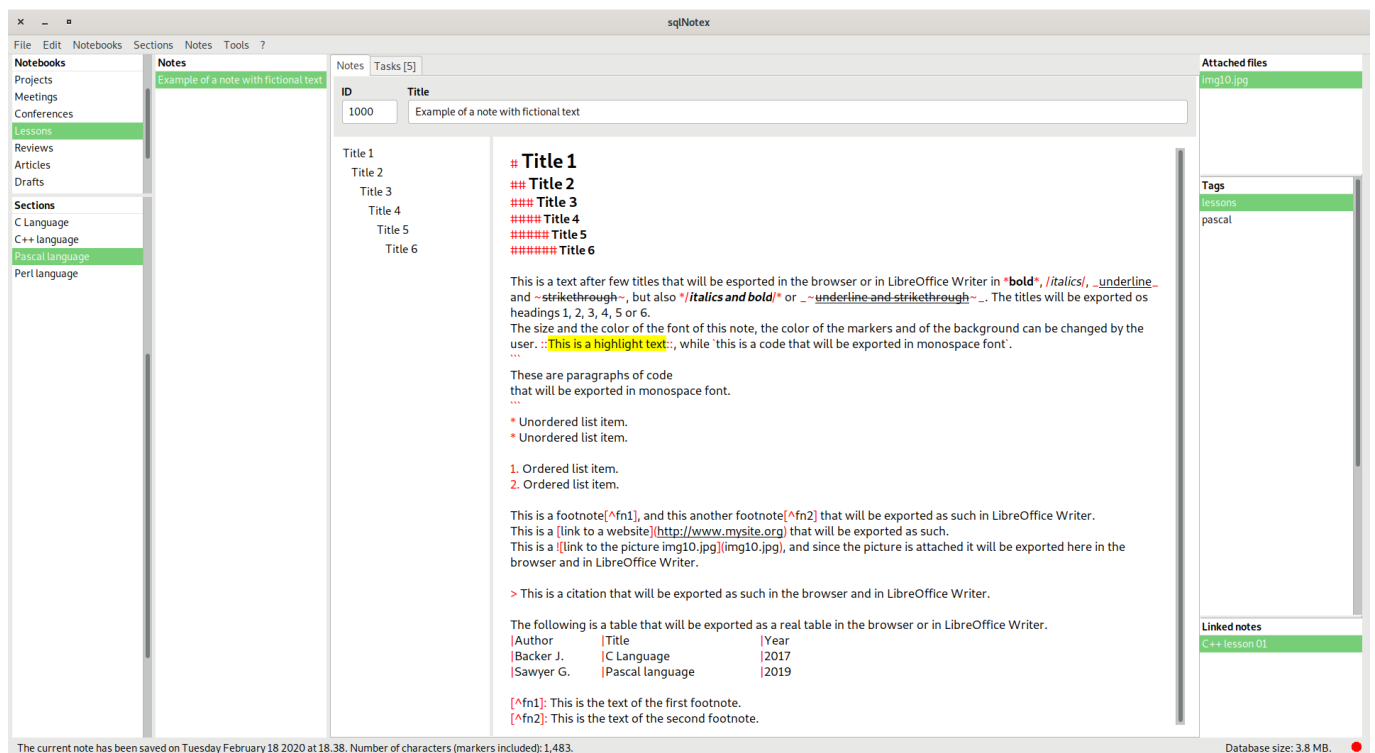 sqlNotex
File Edit Notebooks Sections Notes Tools ?
Notebooks
Projects
Meetings
Conferences
Lessons
Reviews
Articles
Drafts
Sections
C Language
C++ language
Pascal language
Perl language
Notes
Example of a note with fictional text
Notes Tasks [5]
ID Title
1000 Example of a note with fictional text
Title 1
Title 2
Title 3
Title 4
Title 5
Title 6
# Title 1
## Title 2
### Title 3
#### Title 4
##### Title 5
###### Title 6
This is a text after few titles that will be esported in the browser or in LibreOffice Writer in *bold*, /italics/, _underline_
and ~strikethrough~, but also */italics and bold/* or _~underline and strikethrough~_. The titles will be exported os
headings 1, 2, 3, 4, 5 or 6.
The size and the color of the font of this note, the color of the markers and of the background can be changed by the
user. ::This is a highlight text::, while `this is a code that will be exported in monospace font`.
```
These are paragraphs of code
that will be exported in monospace font.
```
* Unordered list item.
* Unordered list item.
1. Ordered list item.
2. Ordered list item.
This is a footnote[^fn1], and this another footnote[^fn2] that will be exported as such in LibreOffice Writer.
This is a [link to a website](http://www.mysite.org) that will be exported as such.
This is a ![link to the picture img10.jpg](img10.jpg), and since the picture is attached it will be exported here in the
browser and in LibreOffice Writer.
> This is a citation that will be exported as such in the browser and in LibreOffice Writer.
The following is a table that will be exported as a real table in the browser or in LibreOffice Writer.
|Author |Title |Year
|Backer J. |C Language |2017
|Sawyer G. |Pascal language |2019
[^fn1]: This is the text of the first footnote.
[^fn2]: This is the text of the second footnote.
Attached files
img10.jpg
Tags
lessons
pascal
Linked notes
C++ lesson 01
The current note has been saved on Tuesday February 18 2020 at 18.38. Number of characters (markers included): 1,483.
Database size: 3.8 MB.